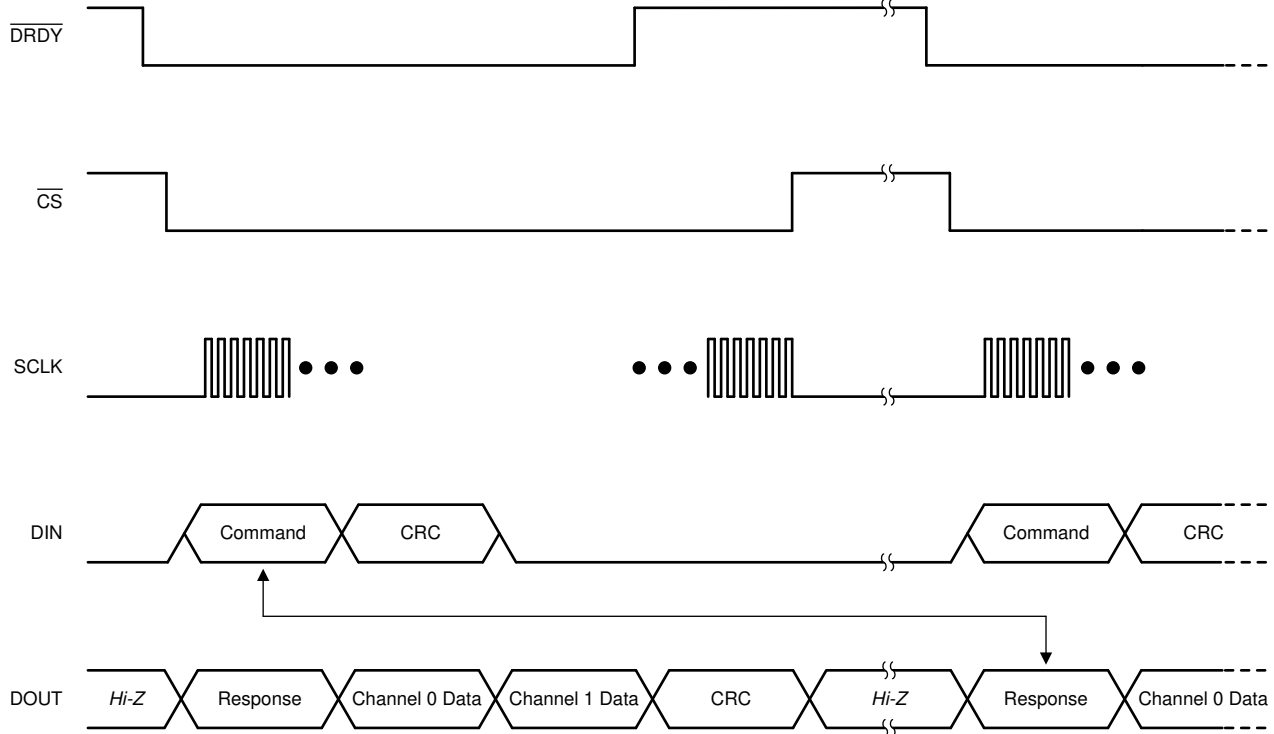 DRDY
CS
SCLK
DIN
Command
CRC
Command
CRC
DOUT
Hi-Z
Response
Channel 0 Data
Channel 1 Data
CRC
Hi-Z
Response
Channel 0 Data